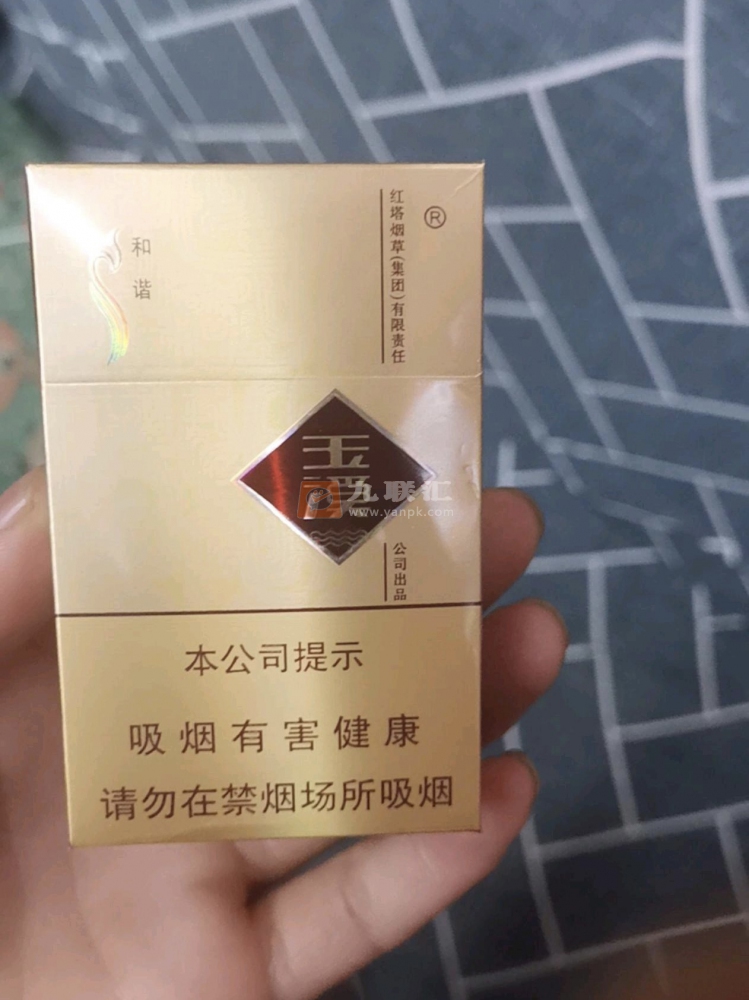 和
谐
红塔烟草(集团)有限责任
®
玉
九联汇
www.yanpk.com
公司出品
本公司提示
吸烟有害健康
请勿在禁烟场所吸烟